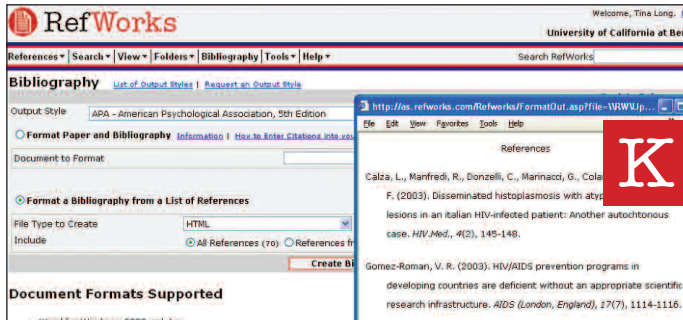 RefWorks
Welcome, Tina Long.
University of California at Ber
References Search View Folders Bibliography Tools Help
Search RefWorks
Bibliography List of Output Styles | Request an Output Style
Output Style APA - American Psychological Association, 5th Edition
Format Paper and Bibliography Information | How to Enter Citations Into you
Document to Format
Format a Bibliography from a List of References
File Type to Create HTML
Include All References (70) References fr
Create Bi
Document Formats Supported
http://as.refworks.com/Refworks/FormatOut.asp?file=\RWU\p...
File Edit View Favorites Tools Help
References
K
Calza, L., Manfredi, R., Donzelli, C., Marinacci, G., Cola
F. (2003). Disseminated histoplasmosis with atyp
lesions in an italian HIV-infected patient: Another autochtonous
case. HIV.Med., 4(2), 145-148.
Gomez-Roman, V. R. (2003). HIV/AIDS prevention programs in
developing countries are deficient without an appropriate scientific
research infrastructure. AIDS (London, England), 17(7), 1114-1116.